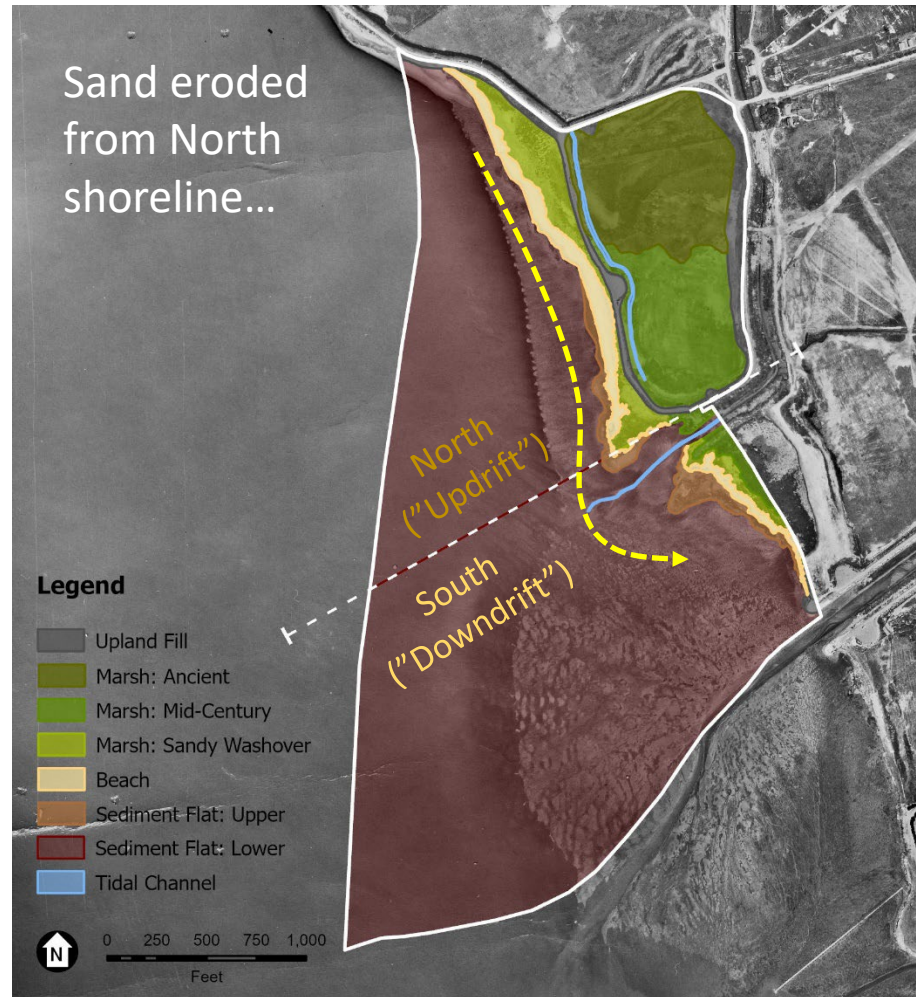 Sand eroded
from North
shoreline...
North
(”Updrift”)
South
(”Downdrift”)
Legend
Upland Fill
Marsh: Ancient
Marsh: Mid-Century
Marsh: Sandy Washover
Beach
Sediment Flat: Upper
Sediment Flat: Lower
Tidal Channel
N
0 250 500 750 1,000
Feet